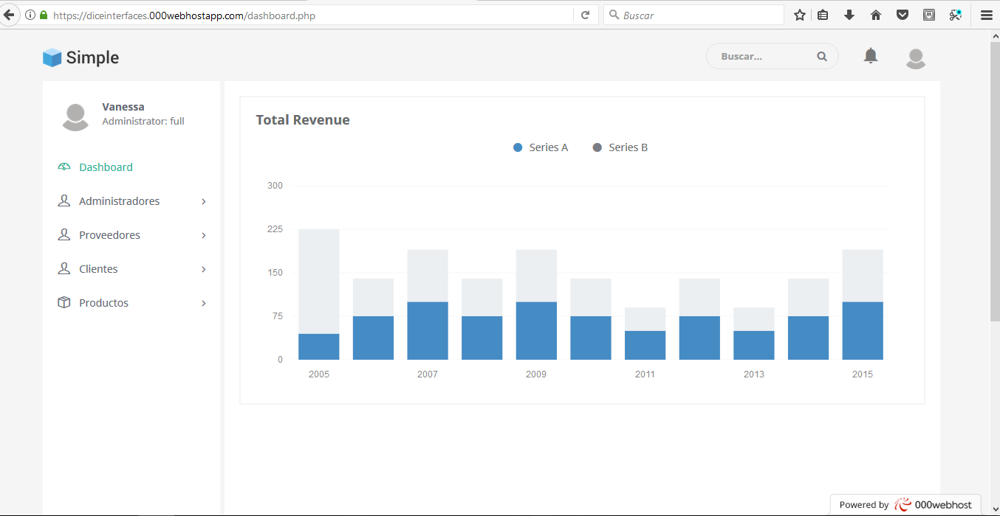 https://diceinterfaces.000webhostapp.com/dashboard.php
Buscar
Simple
Buscar...
Vanessa
Administrator: full
Dashboard
Administradores
Proveedores
Clientes
Productos
Total Revenue
Series A Series B
300
225
150
75
0
2005 2007 2009 2011 2013 2015
Powered by 000webhost